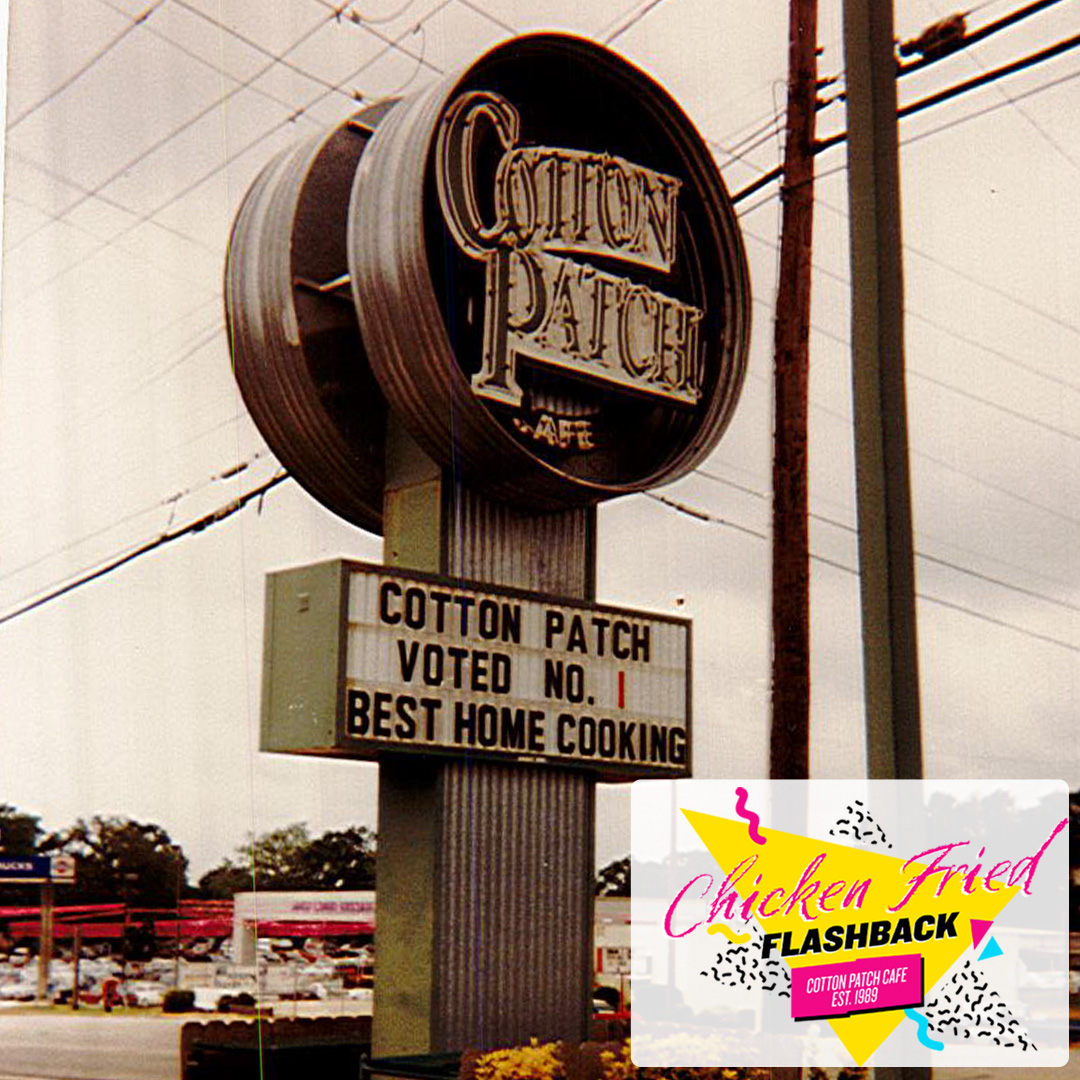 COTTON
PATCH
CAFE
COTTON PATCH
VOTED NO. 1
BEST HOME COOKING
Chicken Fried
FLASHBACK
COTTON PATCH CAFE
EST. 1989